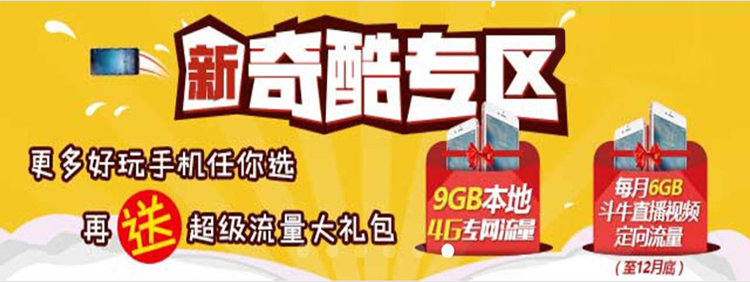 新奇酷专区
更多好玩手机任你选
再送超级流量大礼包
9GB本地
4G专网流量
每月6GB
斗牛直播视频
定向流量
(至12月底)